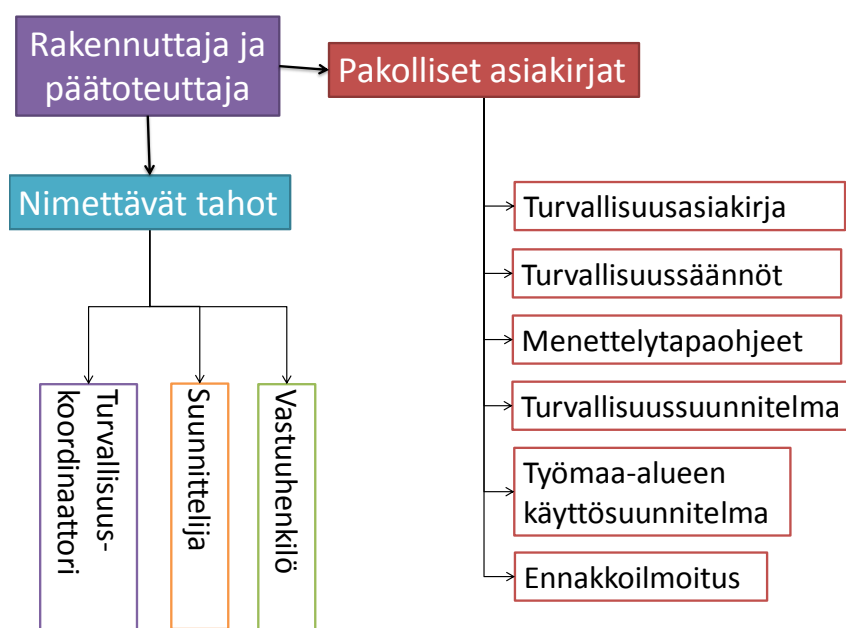 Rakennuttaja ja
päätoteuttaja
Pakolliset asiakirjat
Nimettävät tahot
Turvallisuus-
koordinaattori
Suunnittelija
Vastuuhenkilö
Turvallisuusasiakirja
Turvallisuussäännöt
Menettelytapaohjeet
Turvallisuussuunnitelma
Työmaa-alueen
käyttösuunnitelma
Ennakkoilmoitus